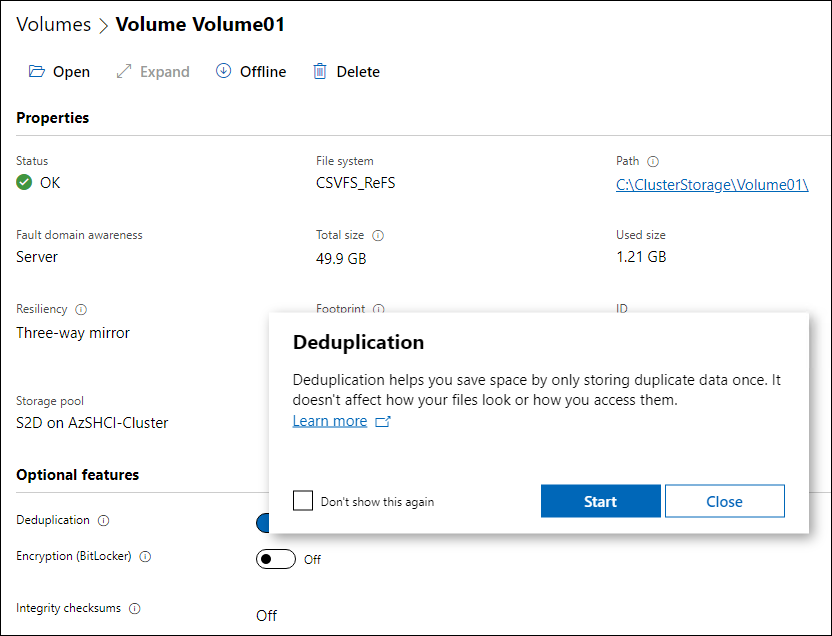 Volumes > Volume Volume01
Open Expand Offline Delete
Properties
Status
OK
File system
CSVFS_ReFS
Path
C:\ClusterStorage\Volume01\
Fault domain awareness
Server
Total size
49.9 GB
Used size
1.21 GB
Resiliency
Three-way mirror
Footprint
ID
Storage pool
S2D on AzSHCI-Cluster
Deduplication
Deduplication helps you save space by only storing duplicate data once. It
doesn't affect how your files look or how you access them.
Learn more
Don't show this again
Start
Close
Optional features
Deduplication
Encryption (BitLocker)
Off
Integrity checksums
Off